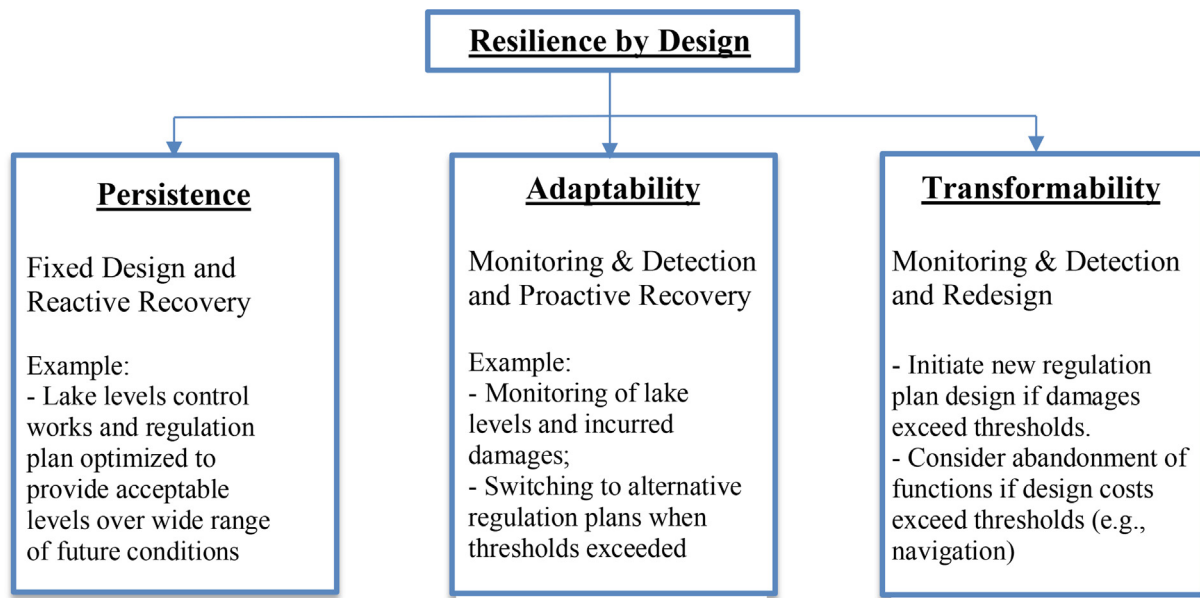 Resilience by Design
Persistence
Fixed Design and
Reactive Recovery
Example:
- Lake levels control
works and regulation
plan optimized to
provide acceptable
levels over wide range
of future conditions
Adaptability
Monitoring & Detection
and Proactive Recovery
Example:
- Monitoring of lake
levels and incurred
damages;
- Switching to alternative
regulation plans when
thresholds exceeded
Transformability
Monitoring & Detection
and Redesign
- Initiate new regulation
plan design if damages
exceed thresholds.
- Consider abandonment of
functions if design costs
exceed thresholds (e.g.,
navigation)